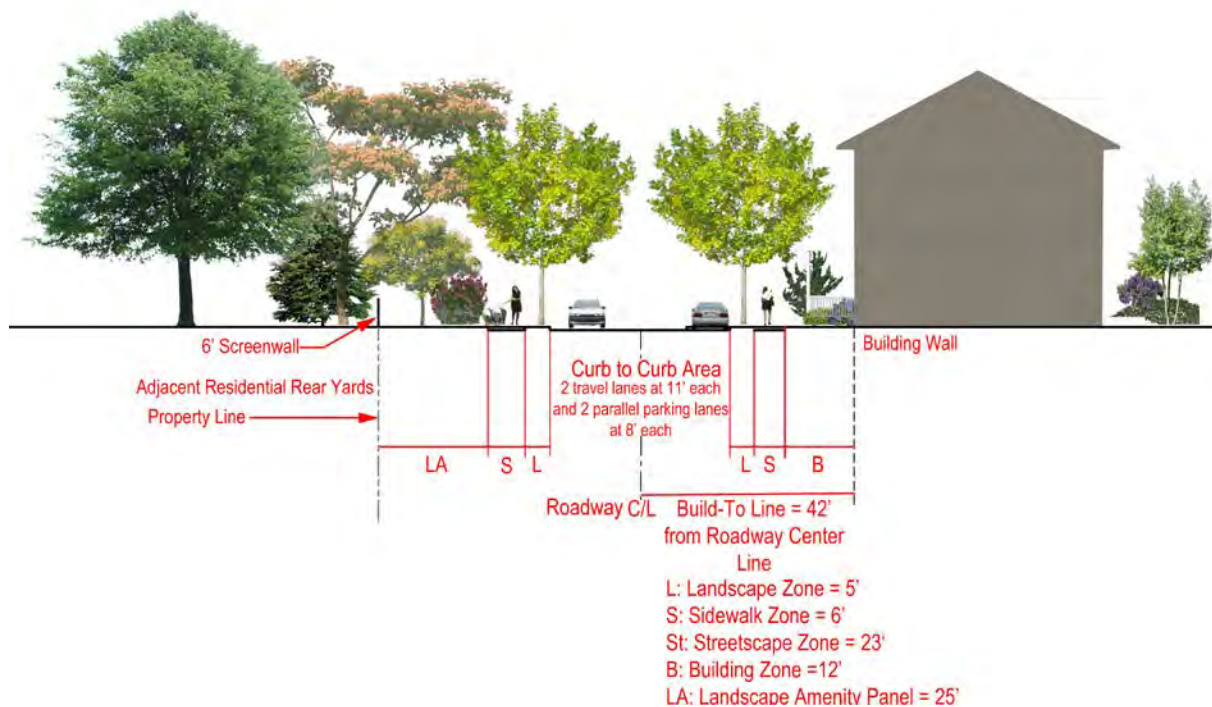 6' Screenwall
Building Wall
Adjacent Residential Rear Yards
Property Line
Curb to Curb Area
2 travel lanes at 11' each
and 2 parallel parking lanes
at 8' each
LA
S
L
L
S
B
Roadway C/L
Build-To Line = 42'
from Roadway Center
Line
L: Landscape Zone = 5'
S: Sidewalk Zone = 6'
St: Streetscape Zone = 23'
B: Building Zone =12'
LA: Landscape Amenity Panel = 25'